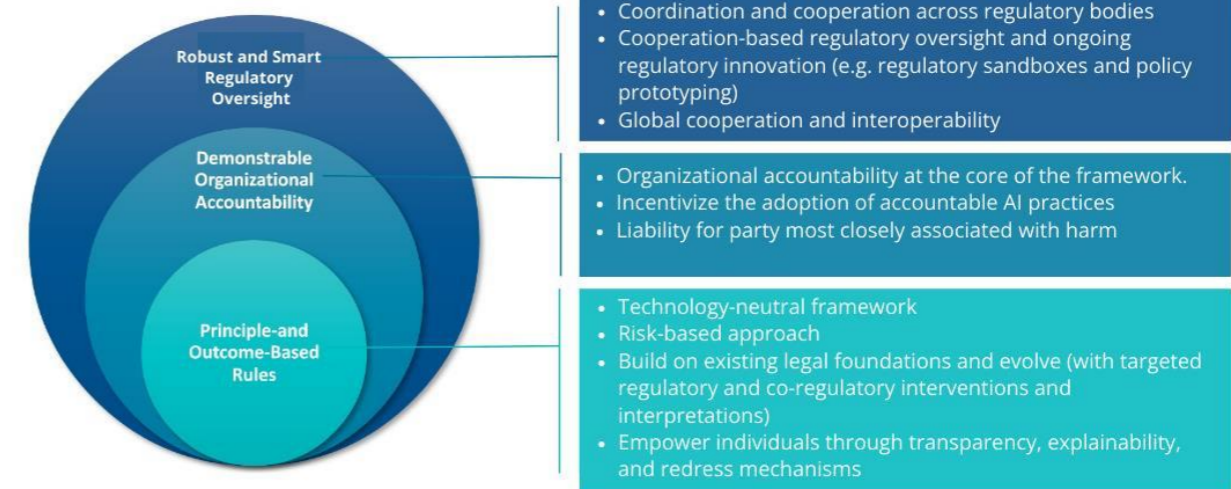 Robust and Smart
Regulatory
Oversight
• Coordination and cooperation across regulatory bodies
• Cooperation-based regulatory oversight and ongoing
regulatory innovation (e.g. regulatory sandboxes and policy
prototyping)
• Global cooperation and interoperability
Demonstrable
Organizational
Accountability
• Organizational accountability at the core of the framework.
• Incentivize the adoption of accountable AI practices
• Liability for party most closely associated with harm
Principle-and
Outcome-Based
Rules
• Technology-neutral framework
• Risk-based approach
• Build on existing legal foundations and evolve (with targeted
regulatory and co-regulatory interventions and
interpretations)
• Empower individuals through transparency, explainability,
and redress mechanisms